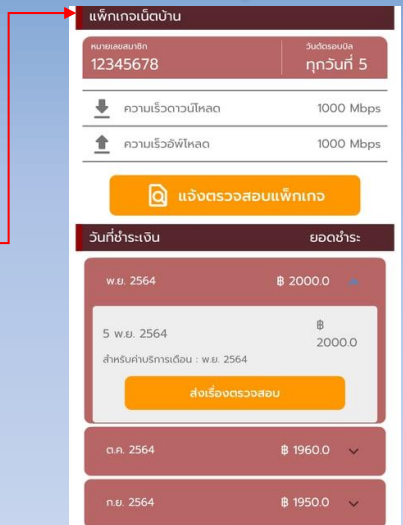 แพ็กเกจเน็ตบ้าน
หมายเลขสมาชิก วันตัดรอบบิล
12345678 ทุกวันที่ 5
ความเร็วดาวน์โหลด 1000 Mbps
ความเร็วอัพโหลด 1000 Mbps
แจ้งตรวจสอบแพ็กเกจ
วันที่ชำระเงิน ยอดชำระ
พ.ย. 2564 ฿ 2000.0
5 พ.ย. 2564 ฿ 2000.0
สำหรับค่าบริการเดือน : พ.ย. 2564
ส่งเรื่องตรวจสอบ
ต.ค. 2564 ฿ 1960.0
ก.ย. 2564 ฿ 1950.0